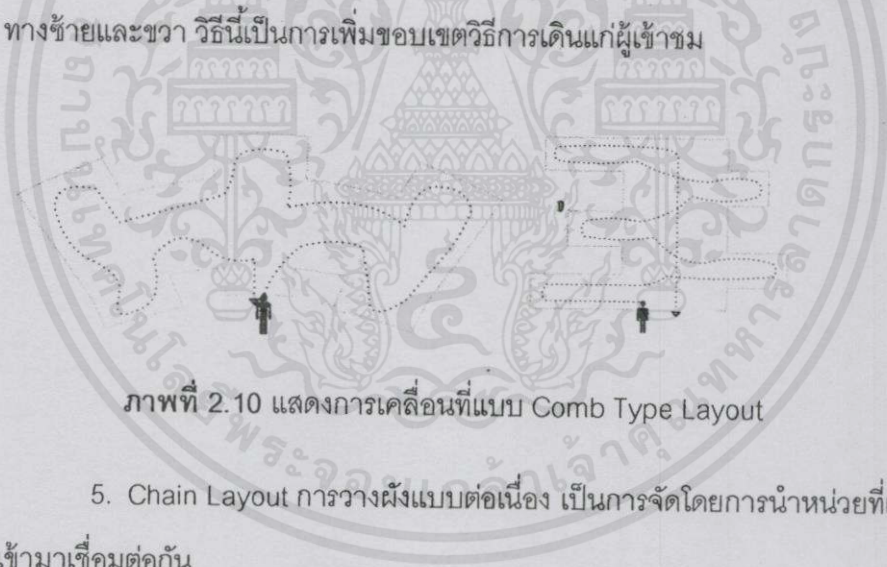 ทางซ้ายและขวา วิธีนี้เป็นการเพิ่มขอบเขตวิธีการเดินแก่ผู้เข้าชม
ภาพที่ 2.10 แสดงการเคลื่อนที่แบบ Comb Type Layout
5. Chain Layout การวางผังแบบต่อเนื่อง เป็นการจัดโดยการนำหน่วยที่
เข้ามาเชื่อมต่อกัน